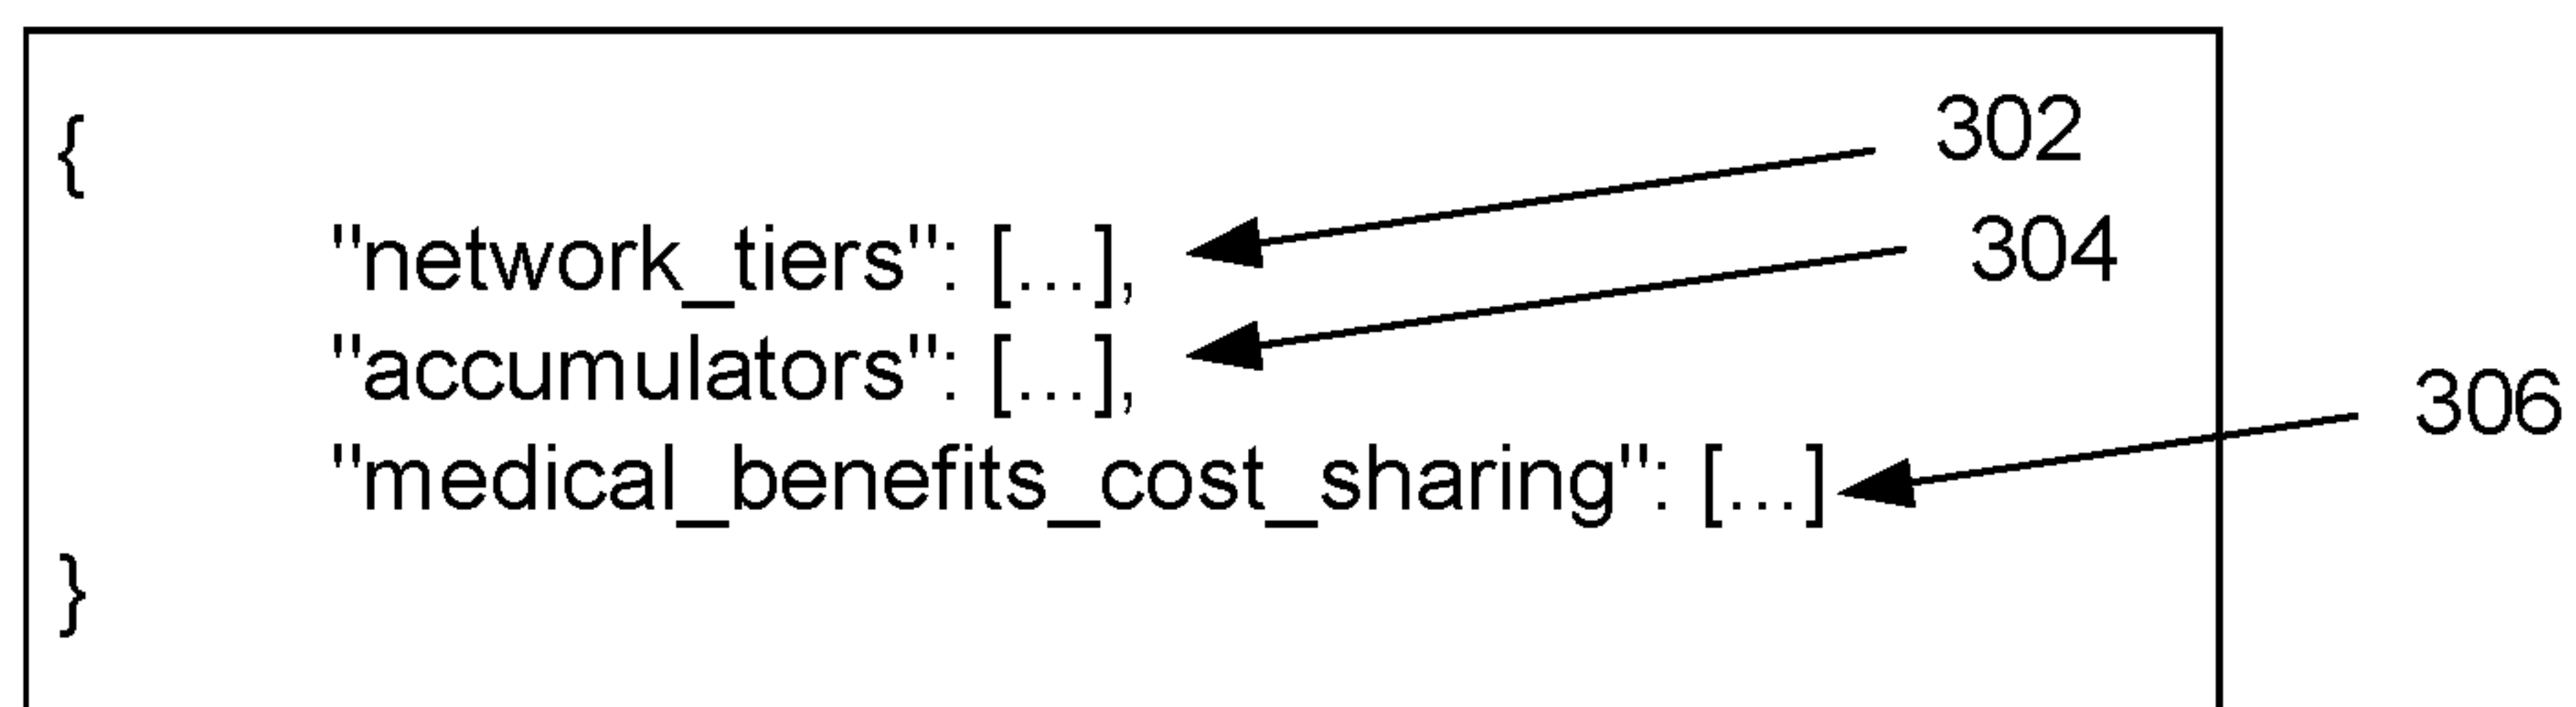 {
302
"network_tiers": [...],
304
"accumulators": [...],
306
"medical_benefits_cost_sharing": [...]
}